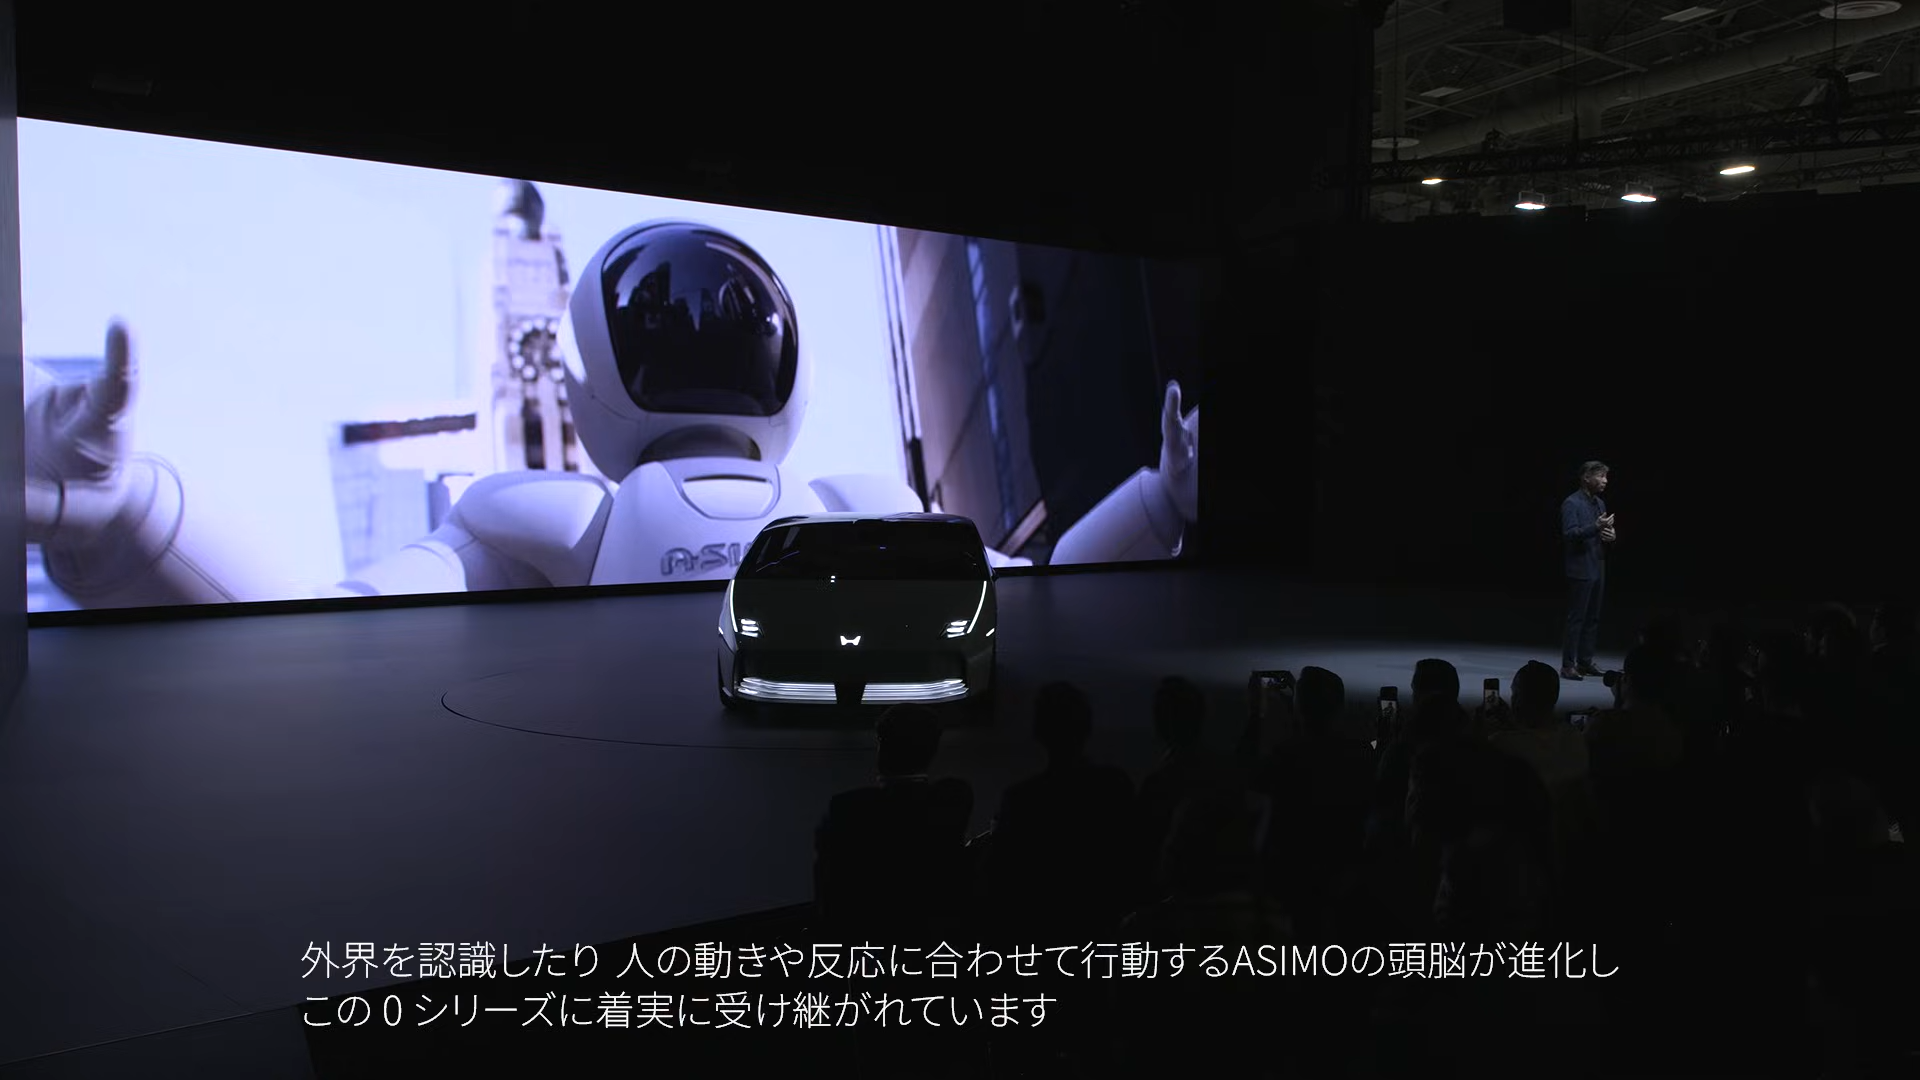 外界を認識したり 人の動きや反応に合わせて行動するASIMOの頭脳が進化し
この０シリーズに着実に受け継がれています